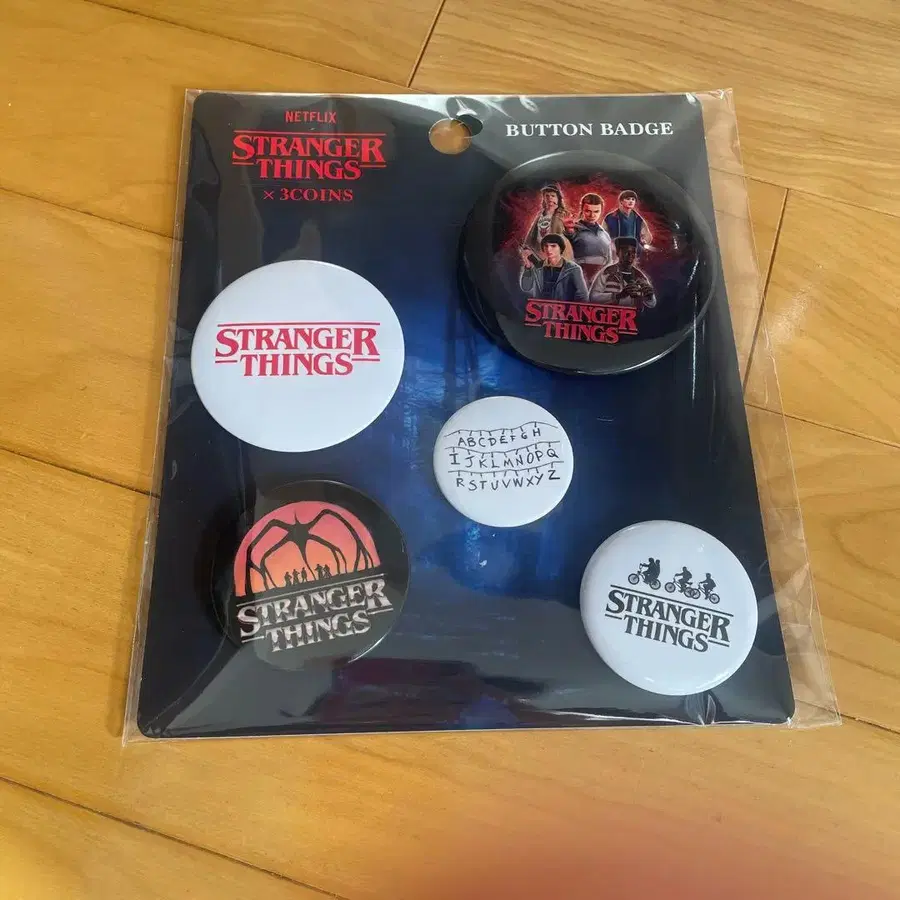 NETFLIX
STRANGER
THINGS
× 3COINS
BUTTON BADGE
STRANGER
THINGS
STRANGER
THINGS
ABCDEFGH
IJKLMNOPQ
RSTUVWXYZ
STRANGER
THINGS
STRANGER
THINGS